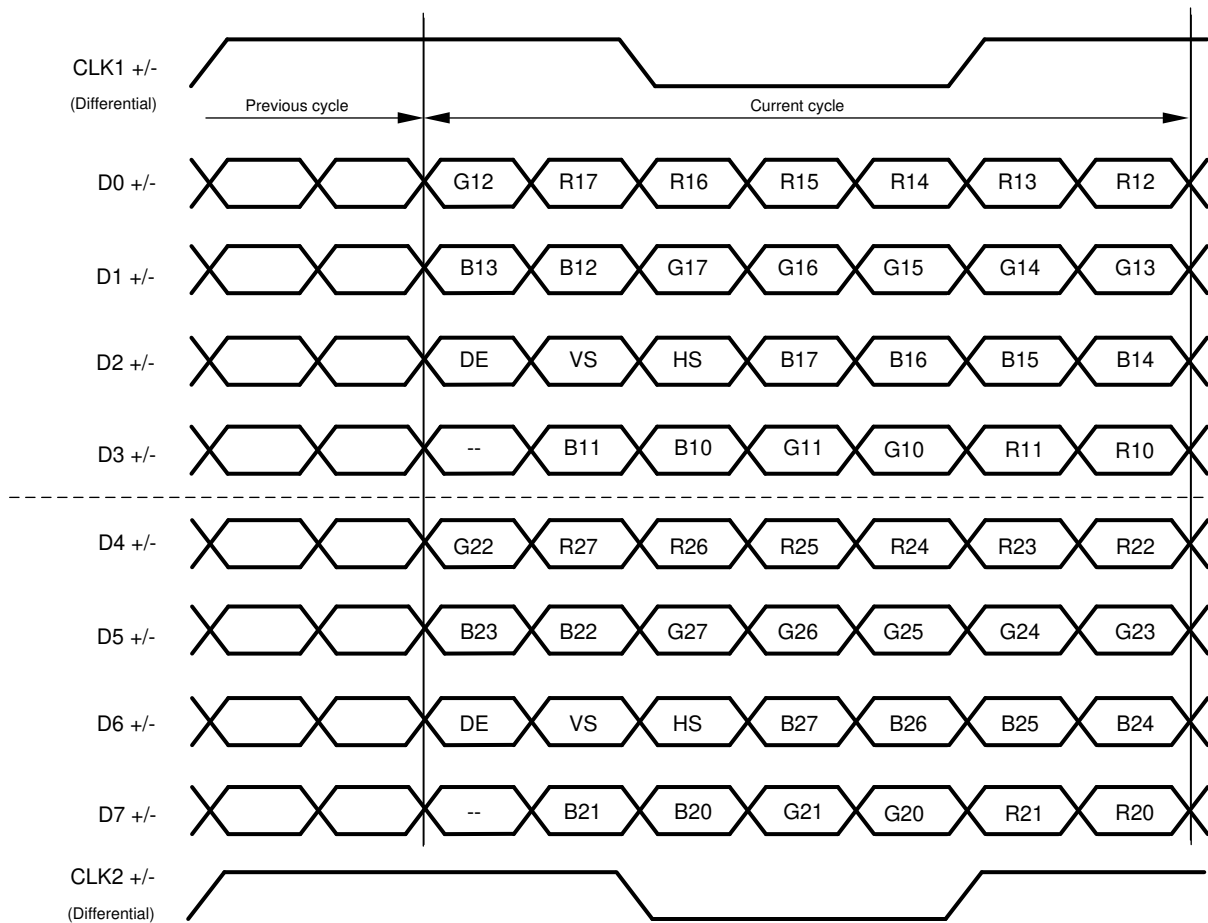 CLK1 +/-
(Differential)
Previous cycle
Current cycle
D0 +/-
G12 R17 R16 R15 R14 R13 R12
D1 +/-
B13 B12 G17 G16 G15 G14 G13
D2 +/-
DE VS HS B17 B16 B15 B14
D3 +/-
-- B11 B10 G11 G10 R11 R10
D4 +/-
G22 R27 R26 R25 R24 R23 R22
D5 +/-
B23 B22 G27 G26 G25 G24 G23
D6 +/-
DE VS HS B27 B26 B25 B24
D7 +/-
-- B21 B20 G21 G20 R21 R20
CLK2 +/-
(Differential)